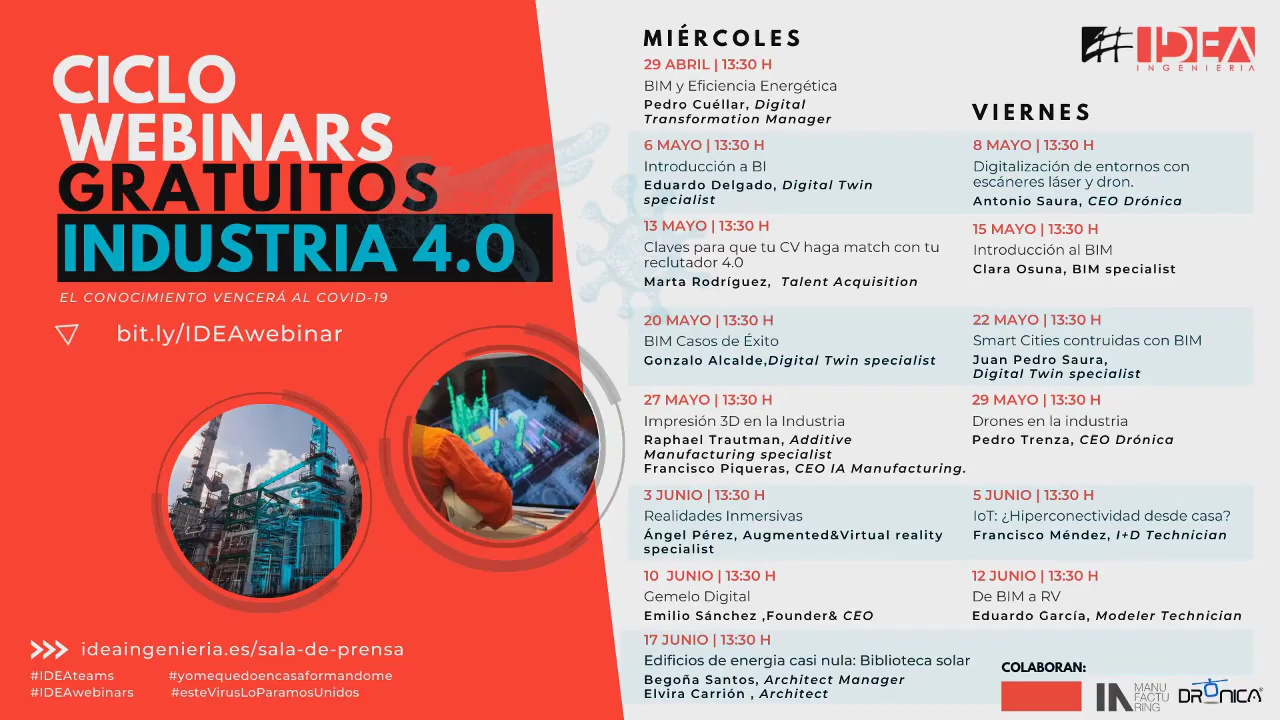 CICLO
WEBINARS
GRATUITOS
INDUSTRIA 4.0
EL CONOCIMIENTO VENCERÁ AL COVID-19
bit.ly/IDEAwebinar
ideaingenieria.es/sala-de-prensa
#IDEAteams #yomequedoencasaformandome
#IDEAwebinars #esteVirusLoParamosUnidos
MIÉRCOLES
29 ABRIL | 13:30 H
BIM y Eficiencia Energética
Pedro Cuéllar, Digital
Transformation Manager
6 MAYO | 13:30 H
Introducción a BI
Eduardo Delgado, Digital Twin
specialist
13 MAYO | 13:30 H
Claves para que tu CV haga match con tu
reclutador 4.0
Marta Rodríguez, Talent Acquisition
20 MAYO | 13:30 H
BIM Casos de Éxito
Gonzalo Alcalde,Digital Twin specialist
27 MAYO | 13:30 H
Impresión 3D en la Industria
Raphael Trautman, Additive
Manufacturing specialist
Francisco Piqueras, CEO IA Manufacturing.
3 JUNIO | 13:30 H
Realidades Inmersivas
Ángel Pérez, Augmented&Virtual reality
specialist
10 JUNIO | 13:30 H
Gemelo Digital
Emilio Sánchez ,Founder& CEO
17 JUNIO | 13:30 H
Edificios de energia casi nula: Biblioteca solar
Begoña Santos, Architect Manager
Elvira Carrión , Architect
#IDEA
INGENIERIA
VIERNES
8 MAYO | 13:30 H
Digitalización de entornos con
escáneres láser y dron.
Antonio Saura, CEO Drónica
15 MAYO | 13:30 H
Introducción al BIM
Clara Osuna, BIM specialist
22 MAYO | 13:30 H
Smart Cities contruidas con BIM
Juan Pedro Saura,
Digital Twin specialist
29 MAYO | 13:30 H
Drones en la industria
Pedro Trenza, CEO Drónica
5 JUNIO | 13:30 H
IoT: ¿Hiperconectividad desde casa?
Francisco Méndez, I+D Technician
12 JUNIO | 13:30 H
De BIM a RV
Eduardo García, Modeler Technician
COLABORAN:
IA MANU
FACTU
RING
DRÓNICA®